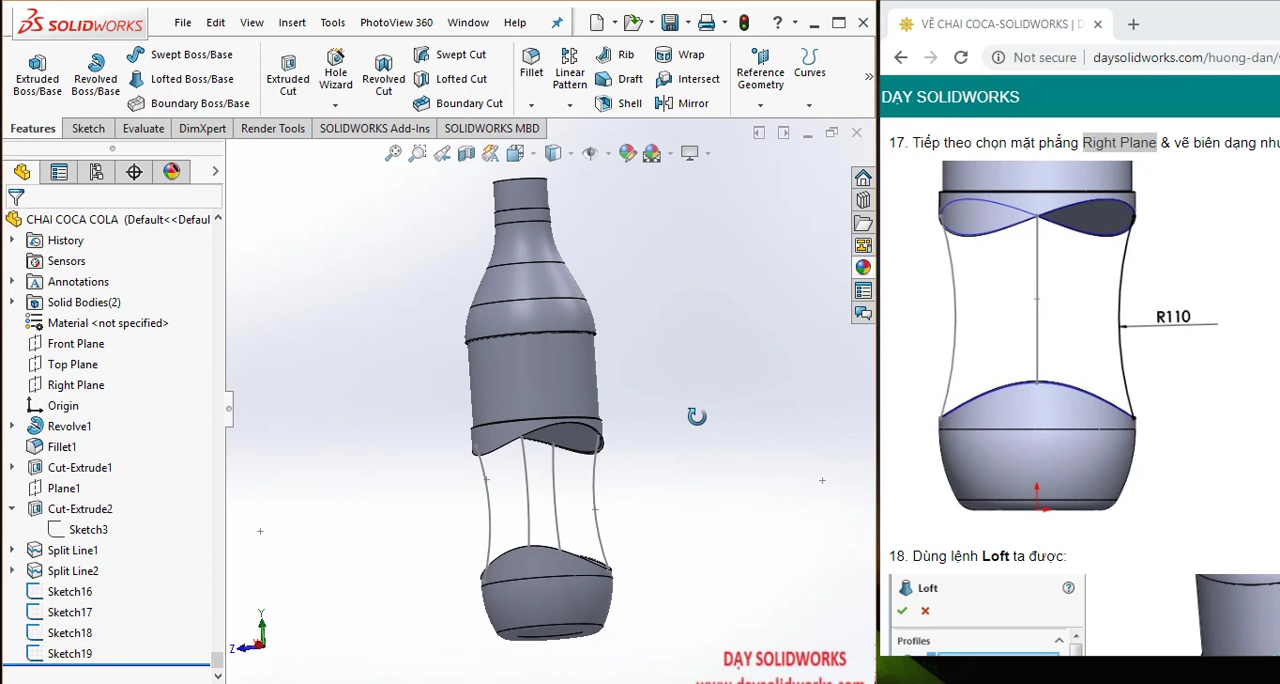 SOLIDWORKS
File Edit View Insert Tools PhotoView 360 Window Help
Extruded Boss/Base
Revolved Boss/Base
Swept Boss/Base
Lofted Boss/Base
Boundary Boss/Base
Extruded Cut
Hole Wizard
Revolved Cut
Swept Cut
Lofted Cut
Boundary Cut
Fillet
Linear Pattern
Rib
Draft
Shell
Wrap
Intersect
Mirror
Reference Geometry
Curves
Features Sketch Evaluate DimXpert Render Tools SOLIDWORKS Add-Ins SOLIDWORKS MBD
CHAI COCA COLA (Default<<Defaul
History
Sensors
Annotations
Solid Bodies(2)
Material <not specified>
Front Plane
Top Plane
Right Plane
Origin
Revolve1
Fillet1
Cut-Extrude1
Plane1
Cut-Extrude2
Sketch3
Split Line1
Split Line2
Sketch16
Sketch17
Sketch18
Sketch19
Y
Z
DẠY SOLIDWORKS
VẼ CHAI COCA-SOLIDWORKS | D
Not secure daysolidworks.com/huong-dan/
DẠY SOLIDWORKS
17. Tiếp theo chọn mặt phẳng Right Plane & vẽ biên dạng
R110
18. Dùng lệnh Loft ta được:
Loft
Profiles